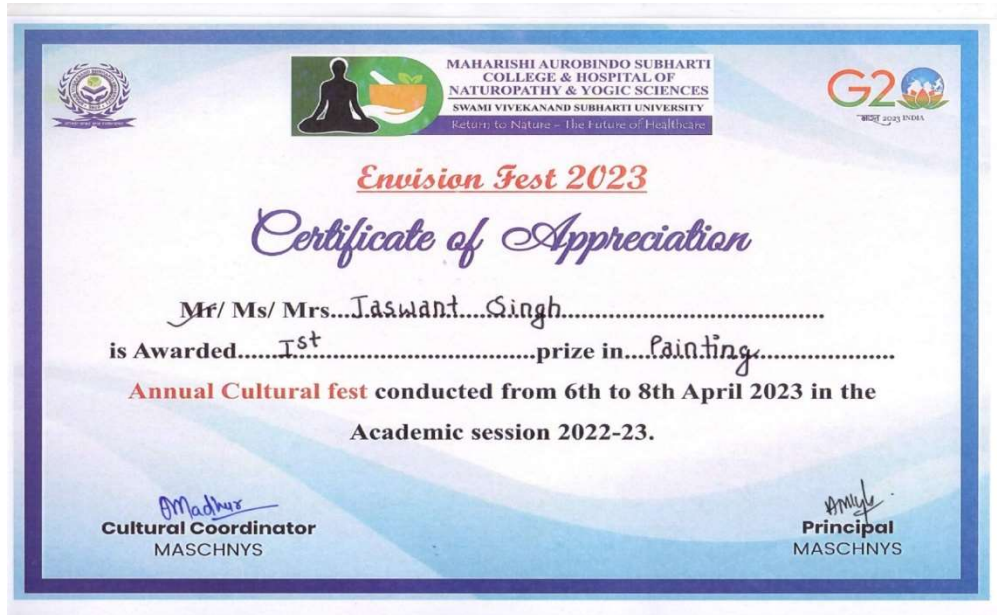 MAHARISHI AUROBINDO SUBHARTI
COLLEGE & HOSPITAL OF
NATUROPATHY & YOGIC SCIENCES
SWAMI VIVEKANAND SUBHARTI UNIVERSITY
Return to Nature - The Future of Healthcare
G20
भारत 2023 INDIA
Envision Fest 2023
Certificate of Appreciation
Mr/ Ms/ Mrs...Jaswant Singh...
is Awarded...Ist...prize in...Painting...
Annual Cultural fest conducted from 6th to 8th April 2023 in the
Academic session 2022-23.
Madhur
Cultural Coordinator
MASCHNYS
Principal
MASCHNYS